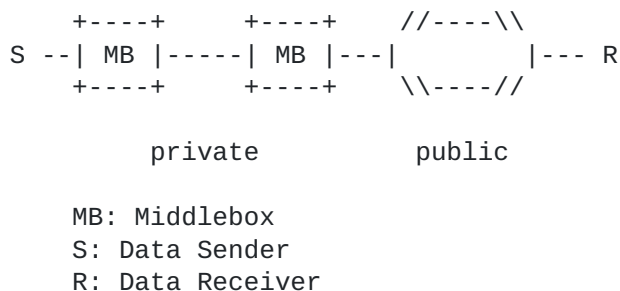 +----+ +----+ //----\\
S --| MB |-----| MB |---| |--- R
+----+ +----+ \\----//
private public
MB: Middlebox
S: Data Sender
R: Data Receiver